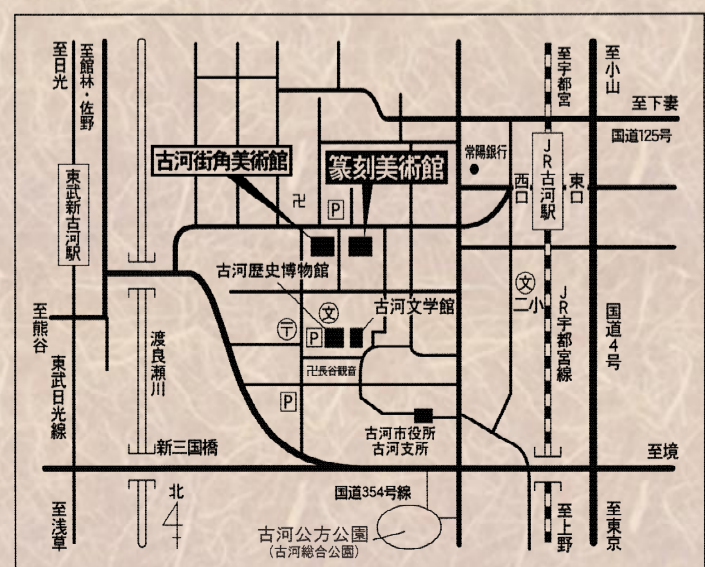 至日光
至館林・佐野
東武新古河駅
至熊谷
東武日光線
至浅草
渡良瀬川
新三国橋
北
古河街角美術館
篆刻美術館
卍
P
古河歴史博物館
文
古河文学館
〒
P
卍長谷観音
P
古河市役所
古河支所
国道354号線
古河公方公園
(古河総合公園)
常陽銀行
西口
JR古河駅
東口
至宇都宮
至小山
至下妻
国道125号
文
二小
JR宇都宮線
国道4号
至境
至上野
至東京